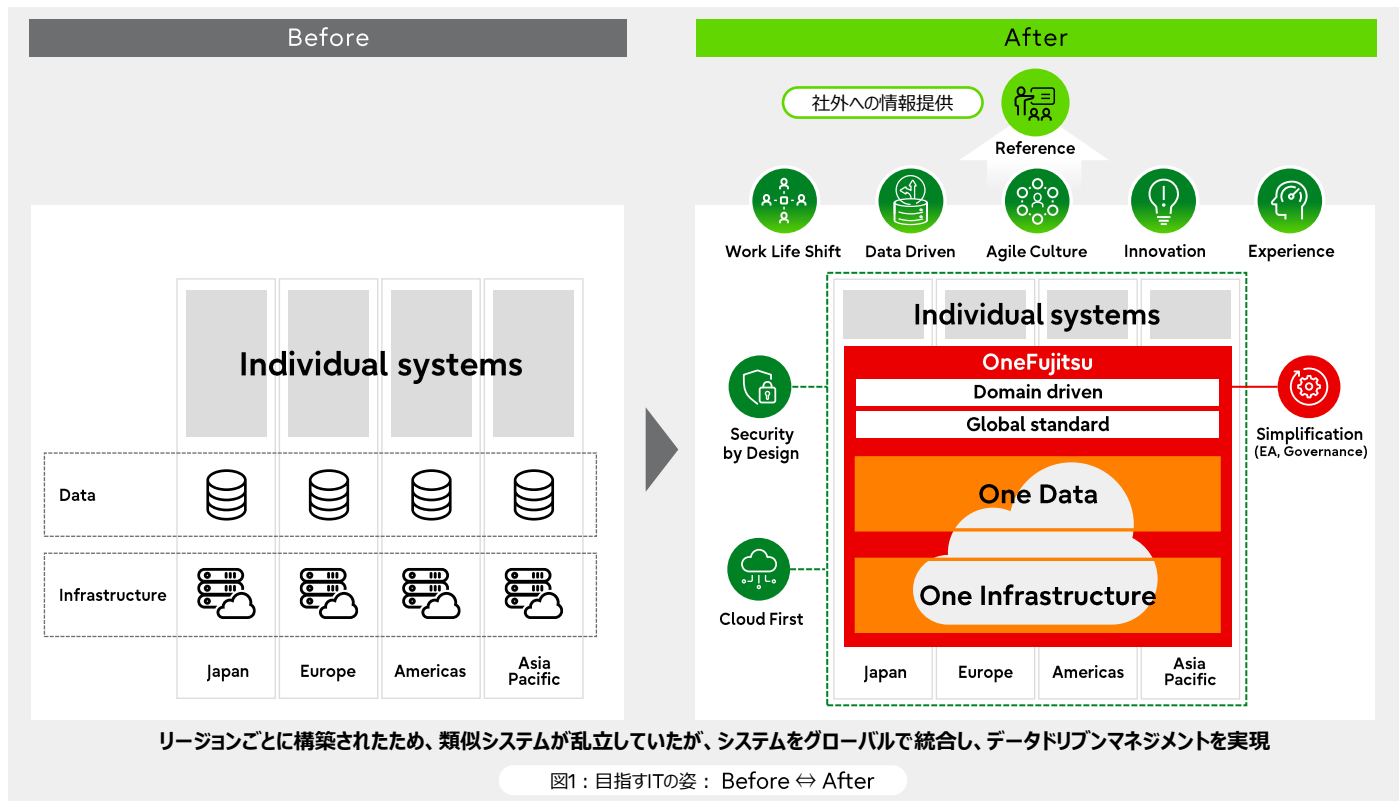 Before
Individual systems
Data
Infrastructure
Japan
Europe
Americas
Asia
Pacific
After
社外への情報提供
Reference
Work Life Shift
Data Driven
Agile Culture
Innovation
Experience
Individual systems
OneFujitsu
Domain driven
Global standard
Security
by Design
Simplification
(EA, Governance)
One Data
Cloud First
One Infrastructure
Japan
Europe
Americas
Asia
Pacific
リージョンごとに構築されたため、類似システムが乱立していたが、システムをグローバルで統合し、データドリブンマネジメントを実現
図1：目指すITの姿： Before ⇔ After